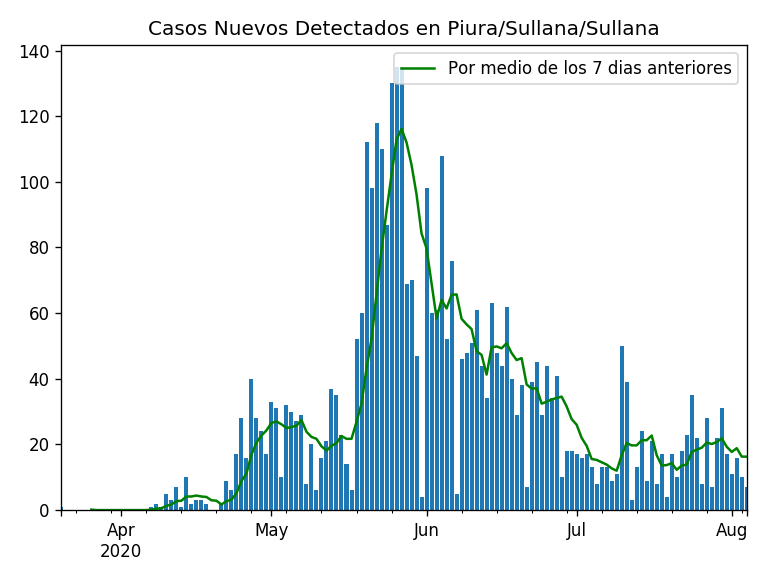 Casos Nuevos Detectados en Piura/Sullana/Sullana
Por medio de los 7 dias anteriores
140
120
100
80
60
40
20
0
Apr
2020
May
Jun
Jul
Aug